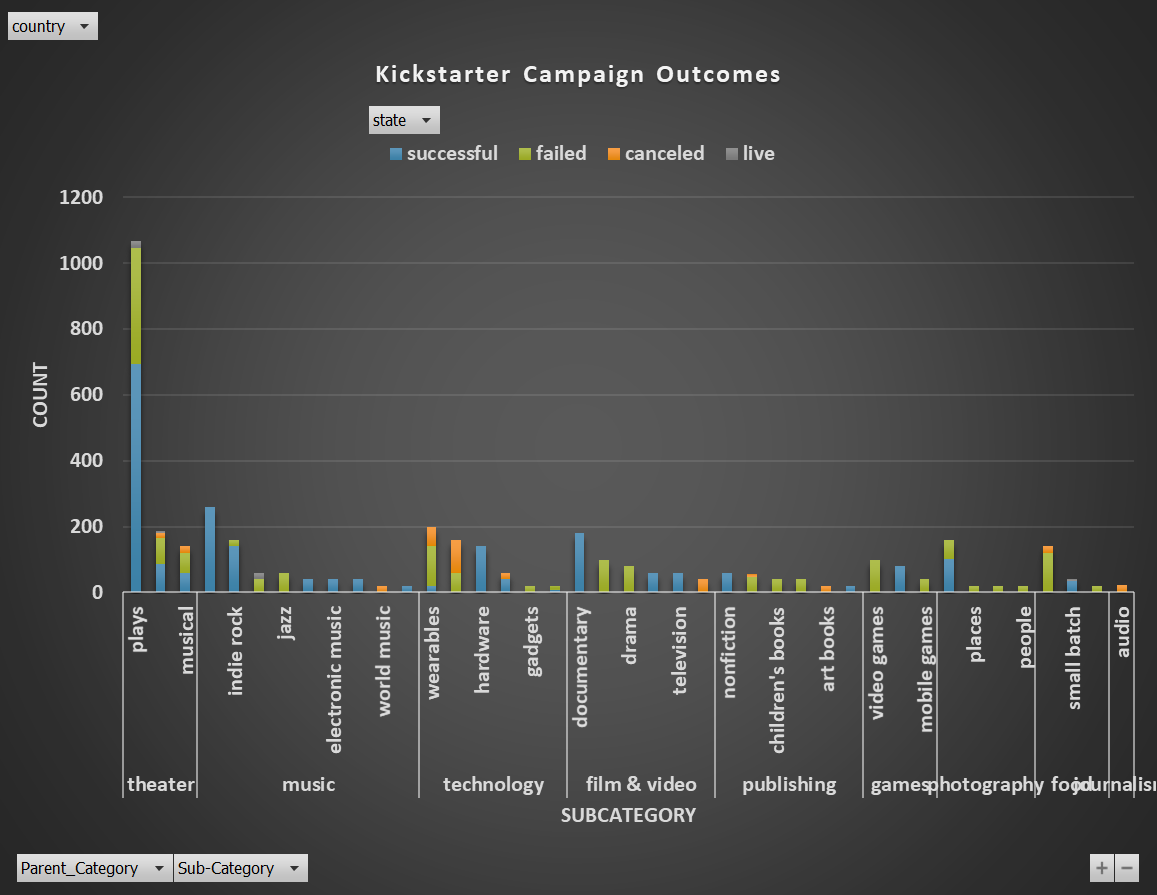 country
Kickstarter Campaign Outcomes
state
successful failed canceled live
1200
1000
800
600
400
200
0
COUNT
plays
musical
indie rock
jazz
electronic music
world music
wearables
hardware
gadgets
documentary
drama
television
nonfiction
children's books
art books
video games
mobile games
places
people
small batch
audio
theater music technology film & video publishing games photography food journalism
SUBCATEGORY
Parent_Category Sub-Category
+ −